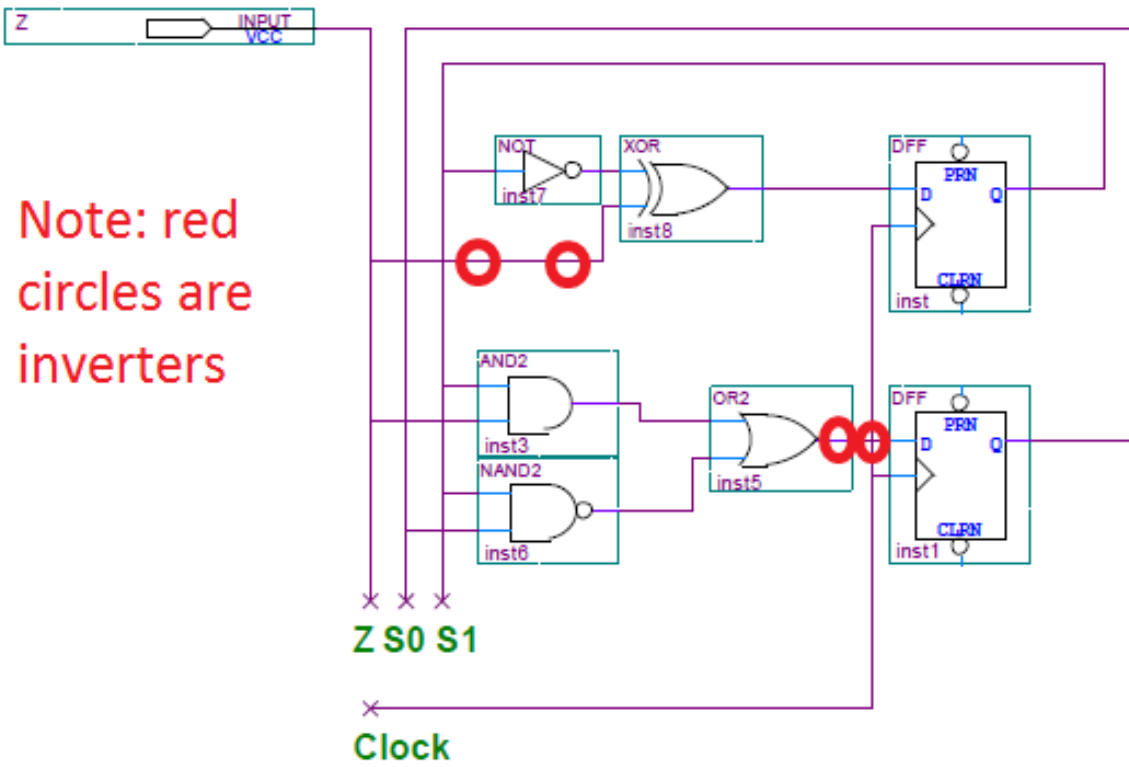 Z
INPUT
VCC
NOT
inst7
XOR
inst8
DFF
PRN
D
Q
CLRN
inst
Note: red
circles are
inverters
AND2
inst3
NAND2
inst6
OR2
inst5
DFF
PRN
D
Q
CLRN
inst1
Z S0 S1
Clock